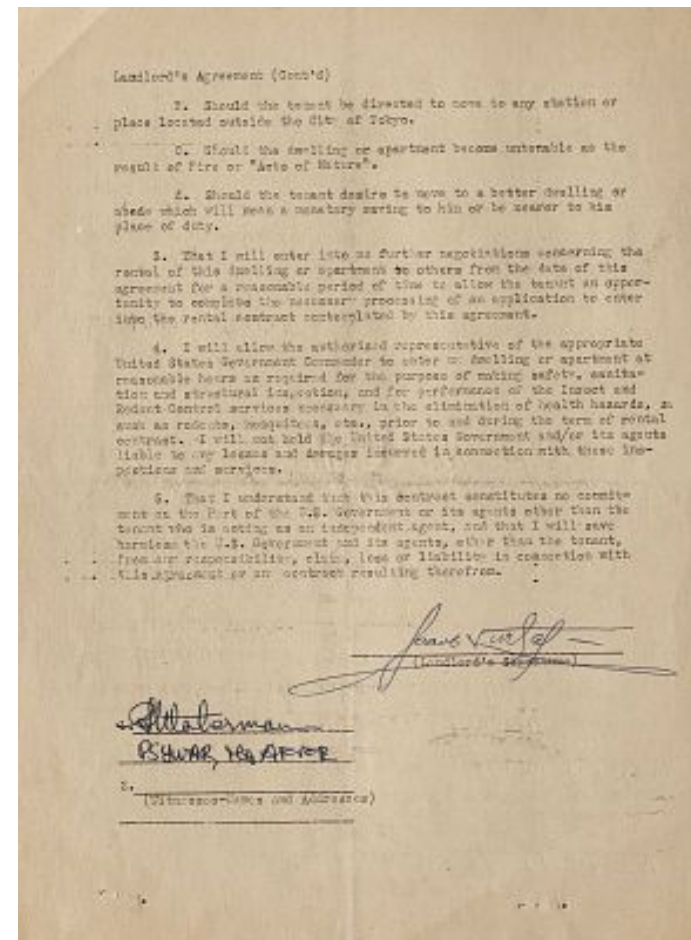 Landlord's Agreement (Cont'd)
B. Should the tenant be directed to move to any station or
place located outside the City of Tokyo.
C. Should the dwelling or apartment become untenable as the
result of Fire or "Acts of Nature".
d. Should the tenant desire to move to a better dwelling or
abode which will mean a monetary saving to him or be nearer to his
place of duty.
3. That I will enter into no further negotiations concerning the
rental of this dwelling or apartment to others from the date of this
agreement for a reasonable period of time to allow the tenant an oppor-
tunity to complete the necessary processing of an application to enter
into the rental contract contemplated by this agreement.
4. I will allow the authorized representative of the appropriate
United States Government Commander to enter my dwelling or apartment at
reasonable hours as required for the purpose of making safety, sanita-
tion and structural inspection, and for performance of the Insect and
Rodent Control services necessary in the elimination of health hazards,
such as rodents, mosquitoes, etc., prior to and during the term of rental
contract. I will not hold the United States Government and/or its agents
liable to any losses and damages incurred in connection with these ins-
pections and services.
5. That I understand that this contract constitutes no commit-
ment on the Part of the U.S. Government or its agents other than the
tenant who is acting as an independent agent, and that I will save
harmless the U.S. Government and its agents, other than the tenant,
from any responsibility, claim, loss or liability in connection with
this agreement or any contract resulting therefrom.
(Landlord's Signature)
Waterman
2.
(Witnesses-Names and Addresses)